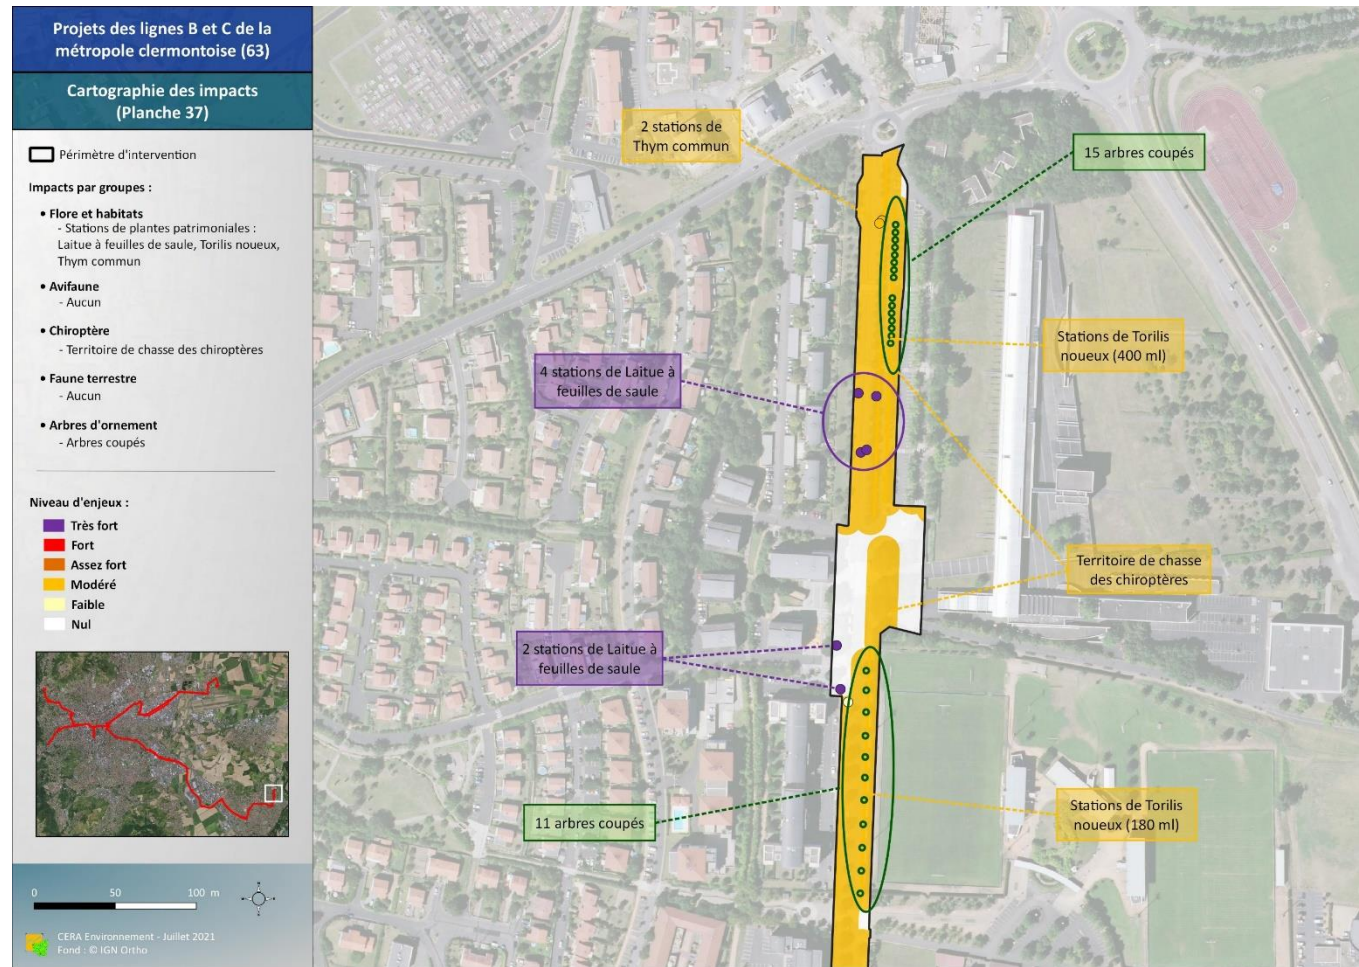 Projets des lignes B et C de la
métropole clermontoise (63)
Cartographie des impacts
(Planche 37)
Périmètre d'intervention
Impacts par groupes :
• Flore et habitats
- Stations de plantes patrimoniales :
Laitue à feuilles de saule, Torilis noueux,
Thym commun
• Avifaune
- Aucun
• Chiroptère
- Territoire de chasse des chiroptères
• Faune terrestre
- Aucun
• Arbres d'ornement
- Arbres coupés
Niveau d'enjeux :
Très fort
Fort
Assez fort
Modéré
Faible
Nul
0 50 100 m
CERA Environnement - Juillet 2021
Fond : © IGN Ortho
2 stations de
Thym commun
15 arbres coupés
Stations de Torilis
noueux (400 ml)
4 stations de Laitue à
feuilles de saule
Territoire de chasse
des chiroptères
2 stations de Laitue à
feuilles de saule
11 arbres coupés
Stations de Torilis
noueux (180 ml)